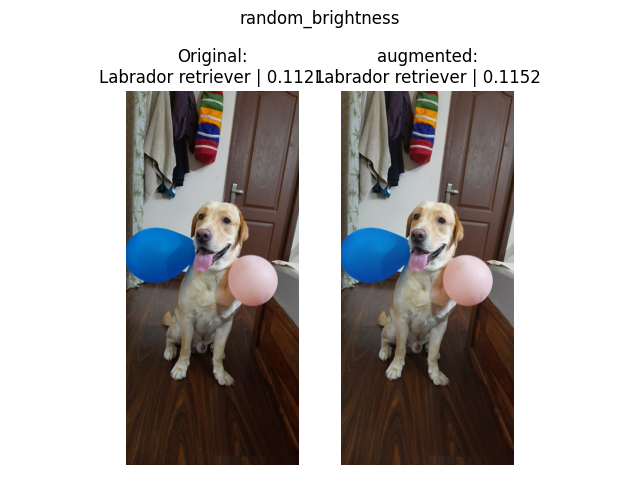 random_brightness
Original:
Labrador retriever | 0.1121
augmented:
Labrador retriever | 0.1152